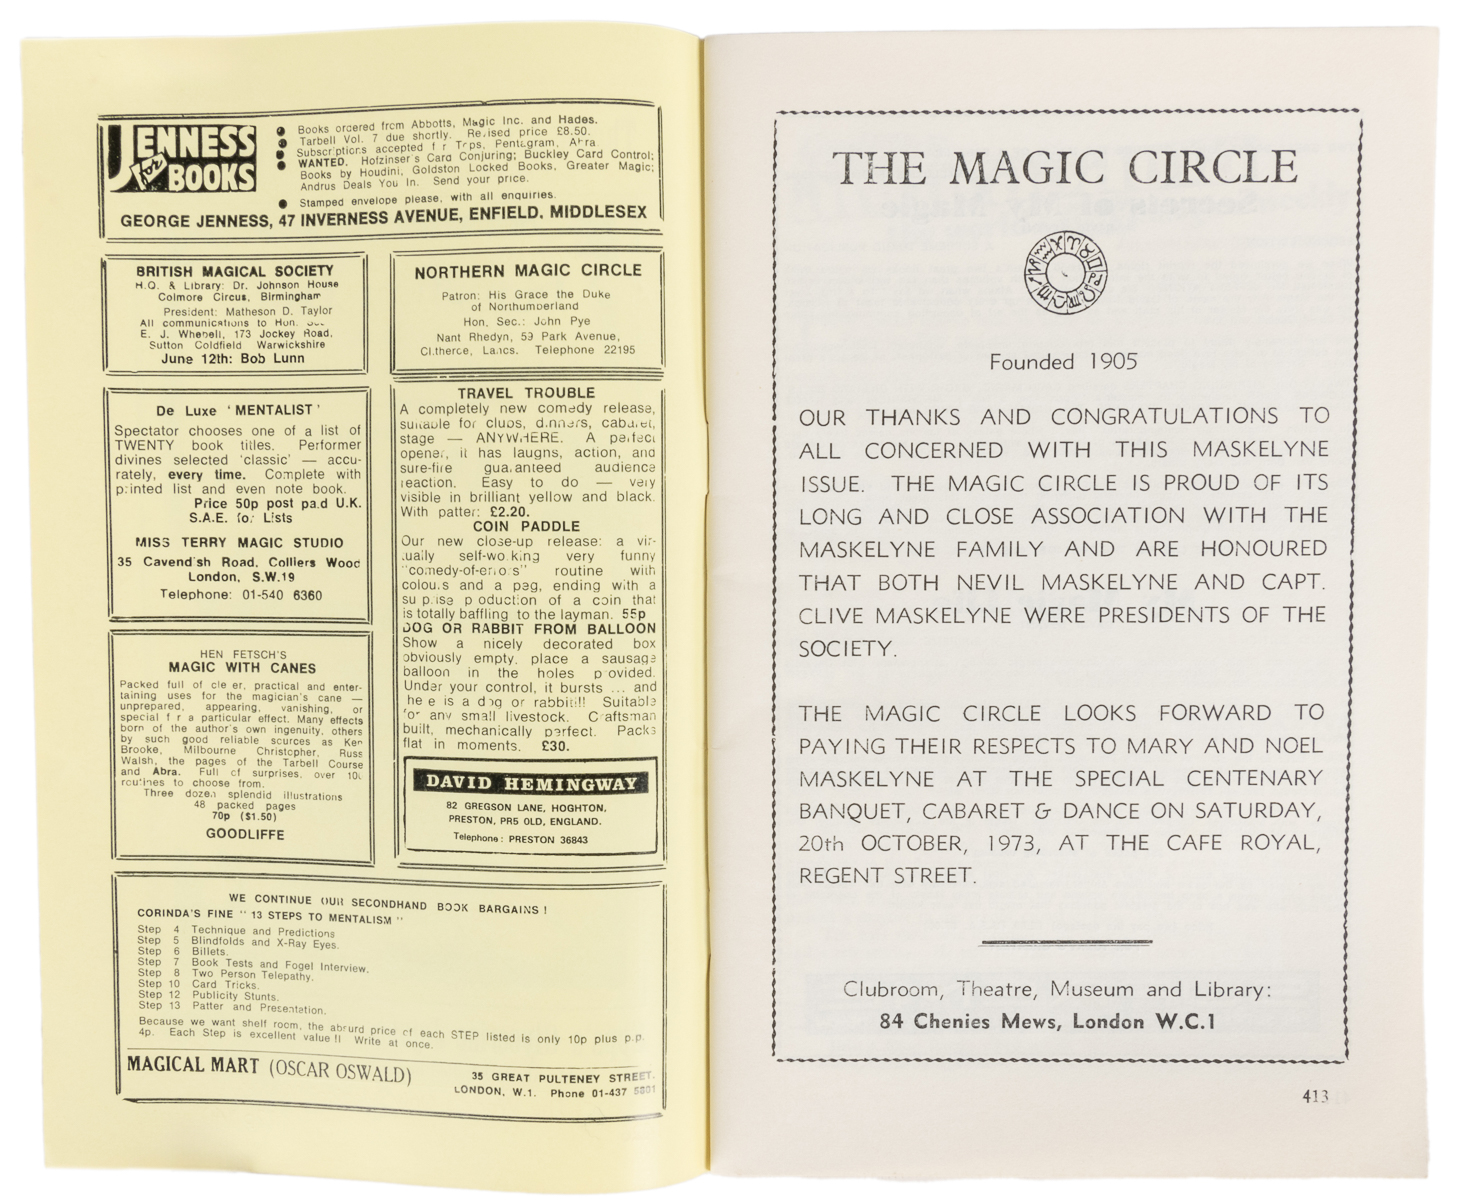 JENNESS
for BOOKS
Books ordered from Abbotts, Magic Inc. and Hades.
Tarbell Vol. 7 due shortly. Revised price £8.50.
Subscriptions accepted f r Tops, Pentagram, Abra
WANTED. Hofzinser's Card Conjuring; Buckley Card Control;
Books by Houdini, Goldston Locked Books, Greater Magic;
Andrus Deals You In. Send your price.
Stamped envelope please, with all enquiries.
GEORGE JENNESS, 47 INVERNESS AVENUE, ENFIELD, MIDDLESEX
BRITISH MAGICAL SOCIETY
H.Q. & Library: Dr. Johnson House
Colmore Circus, Birmingham
President: Matheson D. Taylor
All communications to Hon. Sec.
E. J. Whenell, 173 Jockey Road,
Sutton Coldfield Warwickshire
June 12th: Bob Lunn
NORTHERN MAGIC CIRCLE
Patron: His Grace the Duke
of Northumberland
Hon. Sec.: John Pye
Nant Rhedyn, 59 Park Avenue,
Clitheroe, Lancs. Telephone 22195
De Luxe 'MENTALIST'
Spectator chooses one of a list of
TWENTY book titles. Performer
divines selected 'classic' — accu-
rately, every time. Complete with
printed list and even note book.
Price 50p post paid U.K.
S.A.E. for Lists
MISS TERRY MAGIC STUDIO
35 Cavendish Road, Colliers Wood
London, S.W.19
Telephone: 01-540 6360
HEN FETSCH'S
MAGIC WITH CANES
Packed full of cle er, practical and enter-
taining uses for the magician's cane —
unprepared, appearing, vanishing, or
special f r a particular effect. Many effects
born of the author's own ingenuity, others
by such good reliable sources as Ken
Brooke, Milbourne Christopher, Russ
Walsh, the pages of the Tarbell Course
and Abra. Full of surprises, over 100
routines to choose from.
Three dozen splendid illustrations
48 packed pages
70p ($1.50)
GOODLIFFE
TRAVEL TROUBLE
A completely new comedy release,
suitable for clubs, dinners, cabaret,
stage — ANYWHERE. A perfect
opener, it has laughs, action, and
sure-fire guaranteed audience
reaction. Easy to do — very
visible in brilliant yellow and black.
With patter: £2.20.
COIN PADDLE
Our new close-up release: a vir-
tually self-wo king very funny
"comedy-of-errors" routine with
colours and a peg, ending with a
su prise p oduction of a coin that
is totally baffling to the layman. 55p
DOG OR RABBIT FROM BALLOON
Show a nicely decorated box
obviously empty, place a sausage
balloon in the holes p ovided.
Under your control, it bursts ... and
he e is a dog or rabbit!!! Suitable
for any small livestock. Craftsman
built, mechanically perfect. Packs
flat in moments. £30.
DAVID HEMINGWAY
82 GREGSON LANE, HOGHTON,
PRESTON, PR5 OLD, ENGLAND.
Telephone: PRESTON 36843
WE CONTINUE OUR SECONDHAND BOOK BARGAINS !
CORINDA'S FINE "13 STEPS TO MENTALISM"
Step 4 Technique and Predictions
Step 5 Blindfolds and X-Ray Eyes.
Step 6 Billets.
Step 7 Book Tests and Fogel Interview.
Step 8 Two Person Telepathy.
Step 10 Card Tricks.
Step 12 Publicity Stunts.
Step 13 Patter and Presentation.
Because we want shelf room, the absurd price of each STEP listed is only 10p plus p.p.
4p. Each Step is excellent value!! Write at once.
MAGICAL MART (OSCAR OSWALD)
35 GREAT PULTENEY STREET.
LONDON, W.1. Phone 01-437 5801
THE MAGIC CIRCLE
Founded 1905
OUR THANKS AND CONGRATULATIONS TO
ALL CONCERNED WITH THIS MASKELYNE
ISSUE. THE MAGIC CIRCLE IS PROUD OF ITS
LONG AND CLOSE ASSOCIATION WITH THE
MASKELYNE FAMILY AND ARE HONOURED
THAT BOTH NEVIL MASKELYNE AND CAPT.
CLIVE MASKELYNE WERE PRESIDENTS OF THE
SOCIETY.
THE MAGIC CIRCLE LOOKS FORWARD TO
PAYING THEIR RESPECTS TO MARY AND NOEL
MASKELYNE AT THE SPECIAL CENTENARY
BANQUET, CABARET & DANCE ON SATURDAY,
20th OCTOBER, 1973, AT THE CAFE ROYAL,
REGENT STREET.
Clubroom, Theatre, Museum and Library:
84 Chenies Mews, London W.C.1
413